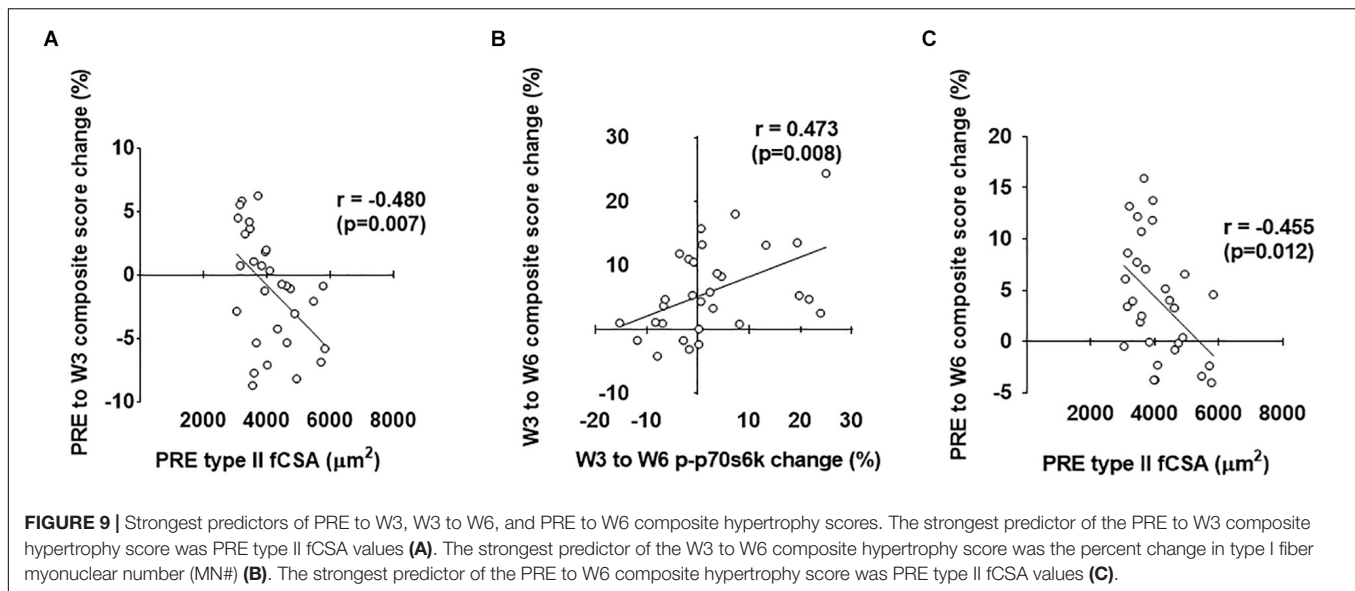 A
PRE to W3 composite score change (%)
10
5
0
-5
-10
r = -0.480
(p=0.007)
2000 4000 6000 8000
PRE type II fCSA (μm²)
B
W3 to W6 composite score change (%)
30
20
10
0
-10
r = 0.473
(p=0.008)
-20 -10 0 10 20 30
W3 to W6 p-p70s6k change (%)
C
PRE to W6 composite score change (%)
20
15
10
5
0
-5
r = -0.455
(p=0.012)
2000 4000 6000 8000
PRE type II fCSA (μm²)
FIGURE 9 | Strongest predictors of PRE to W3, W3 to W6, and PRE to W6 composite hypertrophy scores. The strongest predictor of the PRE to W3 composite
hypertrophy score was PRE type II fCSA values (A). The strongest predictor of the W3 to W6 composite hypertrophy score was the percent change in type I fiber
myonuclear number (MN#) (B). The strongest predictor of the PRE to W6 composite hypertrophy score was PRE type II fCSA values (C).